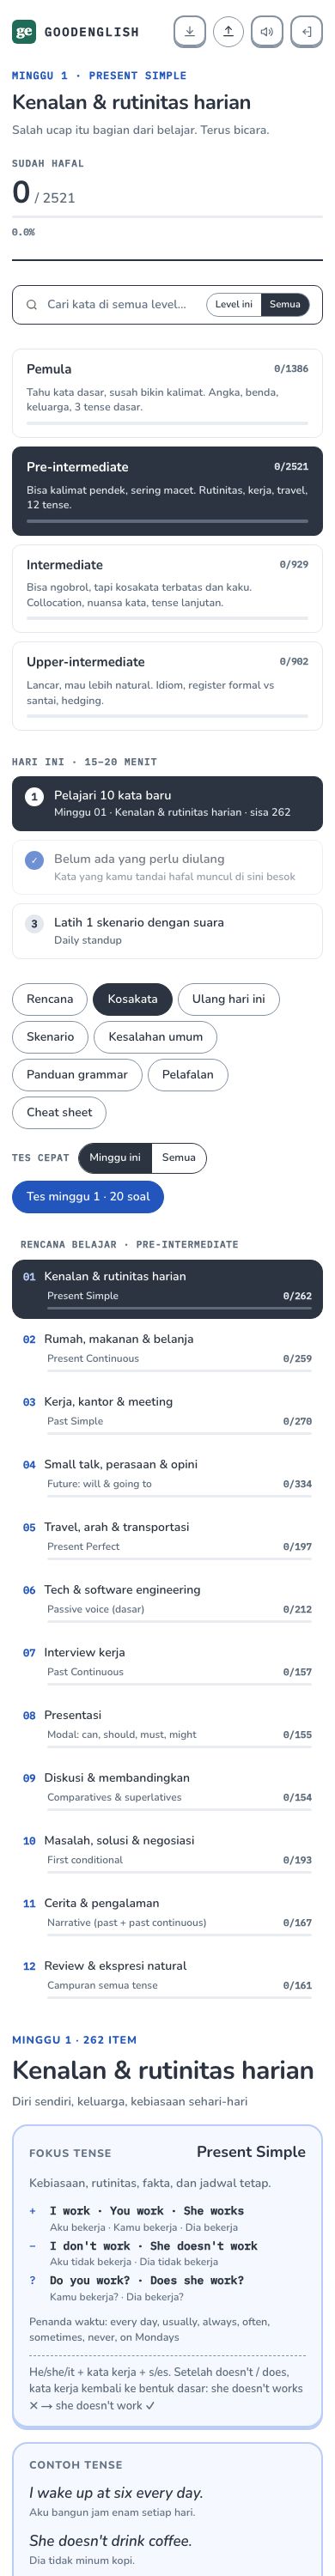 ge GOODENGLISH
MINGGU 1 · PRESENT SIMPLE
Kenalan & rutinitas harian
Salah ucap itu bagian dari belajar. Terus bicara.
SUDAH HAFAL
0 / 2521
0.0%
Cari kata di semua level... Level ini Semua
Pemula 0/1386
Tahu kata dasar, susah bikin kalimat. Angka, benda,
keluarga, 3 tense dasar.
Pre-intermediate 0/2521
Bisa kalimat pendek, sering macet. Rutinitas, kerja, travel,
12 tense.
Intermediate 0/929
Bisa ngobrol, tapi kosakata terbatas dan kaku.
Collocation, nuansa kata, tense lanjutan.
Upper-intermediate 0/902
Lancar, mau lebih natural. Idiom, register formal vs
santai, hedging.
HARI INI · 15–20 MENIT
1 Pelajari 10 kata baru
Minggu 01 · Kenalan & rutinitas harian · sisa 262
✓ Belum ada yang perlu diulang
Kata yang kamu tandai hafal muncul di sini besok
3 Latih 1 skenario dengan suara
Daily standup
Rencana Kosakata Ulang hari ini
Skenario Kesalahan umum
Panduan grammar Pelafalan
Cheat sheet
TES CEPAT Minggu ini Semua
Tes minggu 1 · 20 soal
RENCANA BELAJAR · PRE-INTERMEDIATE
01 Kenalan & rutinitas harian
Present Simple 0/262
02 Rumah, makanan & belanja
Present Continuous 0/259
03 Kerja, kantor & meeting
Past Simple 0/270
04 Small talk, perasaan & opini
Future: will & going to 0/334
05 Travel, arah & transportasi
Present Perfect 0/197
06 Tech & software engineering
Passive voice (dasar) 0/212
07 Interview kerja
Past Continuous 0/157
08 Presentasi
Modal: can, should, must, might 0/155
09 Diskusi & membandingkan
Comparatives & superlatives 0/154
10 Masalah, solusi & negosiasi
First conditional 0/193
11 Cerita & pengalaman
Narrative (past + past continuous) 0/167
12 Review & ekspresi natural
Campuran semua tense 0/161
MINGGU 1 · 262 ITEM
Kenalan & rutinitas harian
Diri sendiri, keluarga, kebiasaan sehari-hari
FOKUS TENSE Present Simple
Kebiasaan, rutinitas, fakta, dan jadwal tetap.
+ I work · You work · She works
Aku bekerja · Kamu bekerja · Dia bekerja
− I don't work · She doesn't work
Aku tidak bekerja · Dia tidak bekerja
? Do you work? · Does she work?
Kamu bekerja? · Dia bekerja?
Penanda waktu: every day, usually, always, often,
sometimes, never, on Mondays
He/she/it + kata kerja + s/es. Setelah doesn't / does,
kata kerja kembali ke bentuk dasar: she doesn't works
✕ → she doesn't work ✓
CONTOH TENSE
I wake up at six every day.
Aku bangun jam enam setiap hari.
She doesn't drink coffee.
Dia tidak minum kopi.